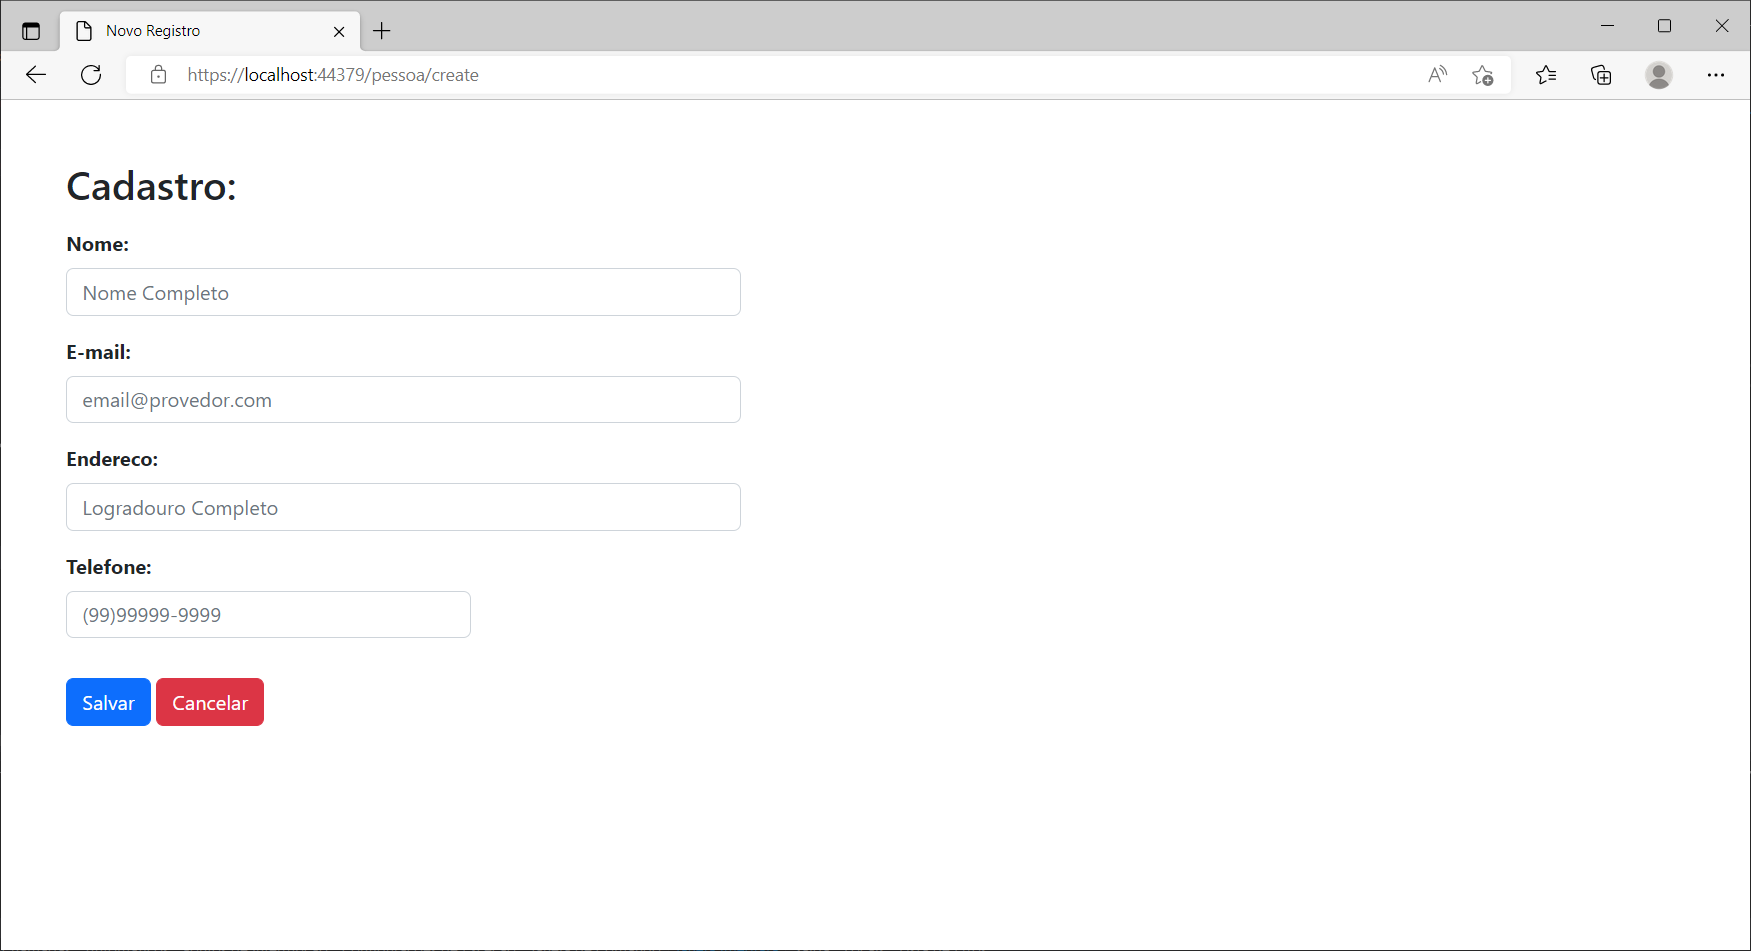 Novo Registro
https://localhost:44379/pessoa/create
Cadastro:
Nome:
Nome Completo
E-mail:
email@provedor.com
Endereco:
Logradouro Completo
Telefone:
(99)99999-9999
Salvar Cancelar